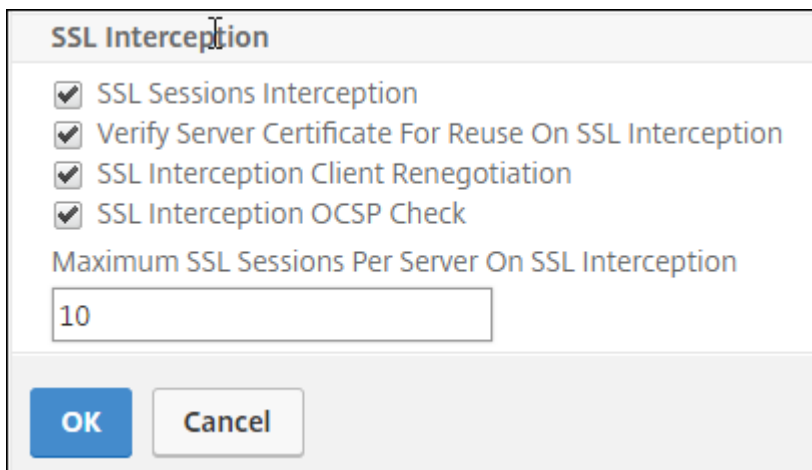 SSL Interception
SSL Sessions Interception
Verify Server Certificate For Reuse On SSL Interception
SSL Interception Client Renegotiation
SSL Interception OCSP Check
Maximum SSL Sessions Per Server On SSL Interception
10
OK Cancel